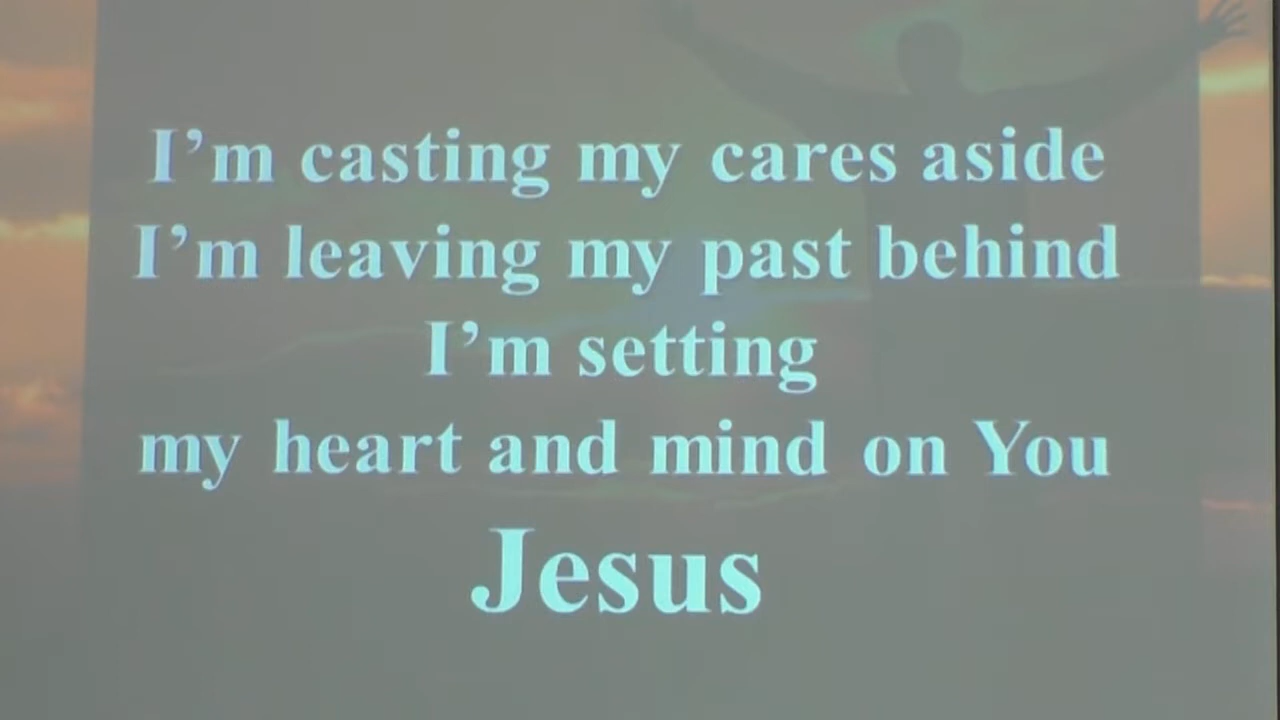 I’m casting my cares aside
I’m leaving my past behind
I’m setting
my heart and mind on You
Jesus